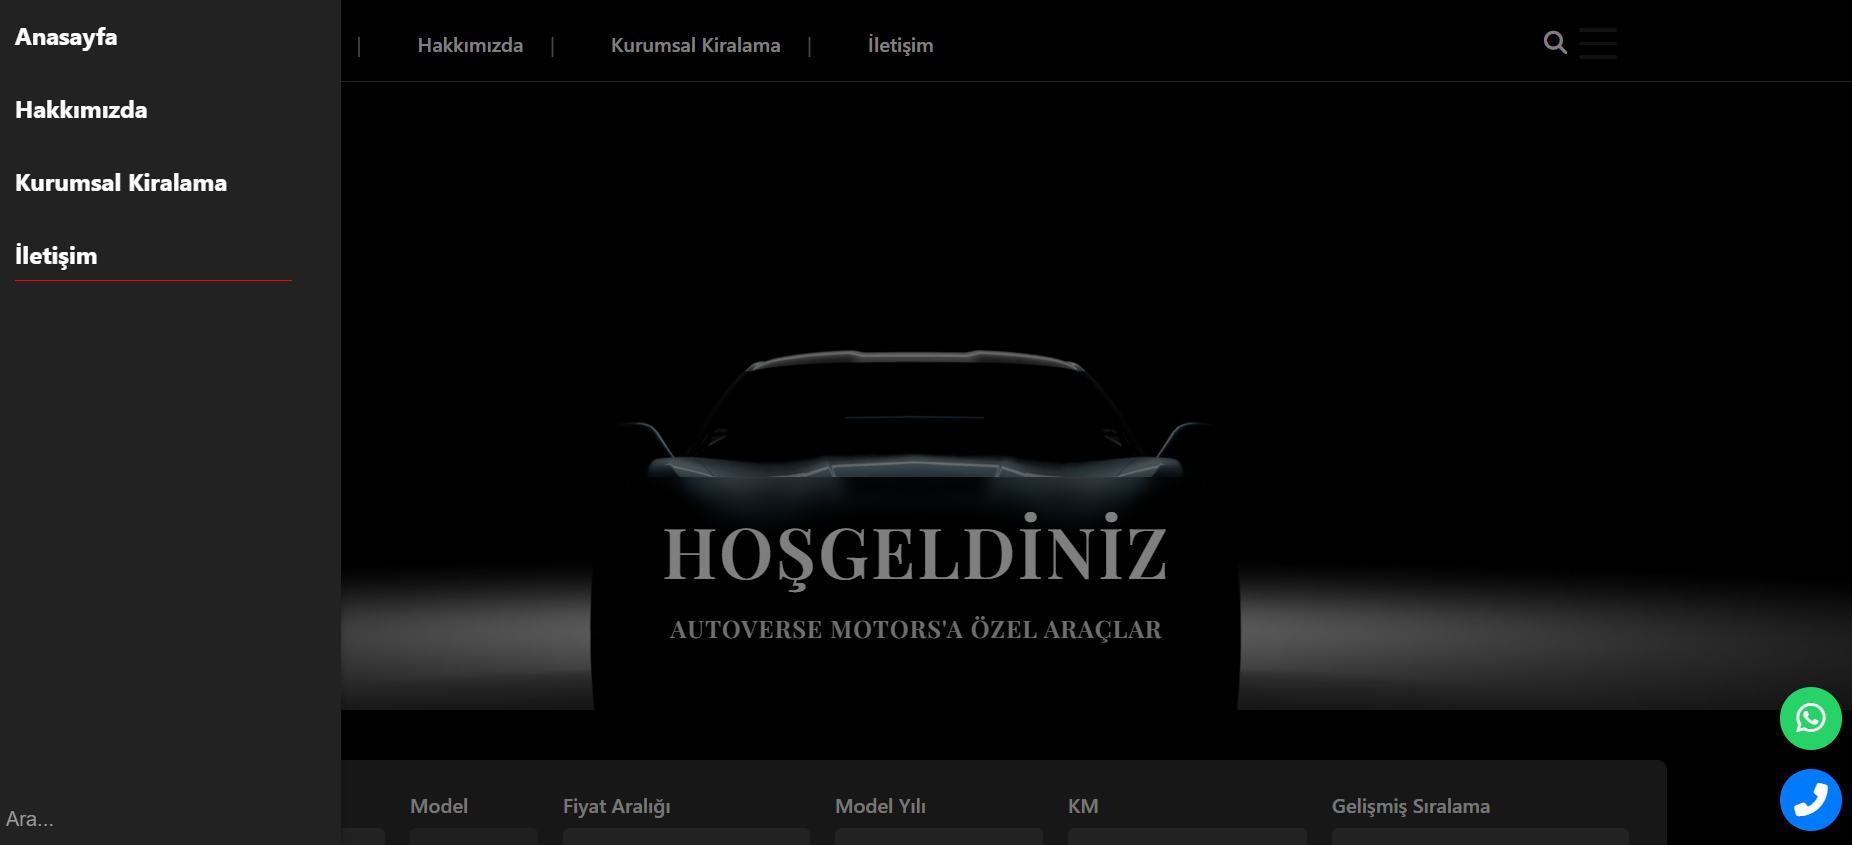 Anasayfa
Hakkımızda
Kurumsal Kiralama
İletişim
Ara...
| Hakkımızda | Kurumsal Kiralama | İletişim
HOŞGELDİNİZ
AUTOVERSE MOTORS'A ÖZEL ARAÇLAR
Model Fiyat Aralığı Model Yılı KM Gelişmiş Sıralama